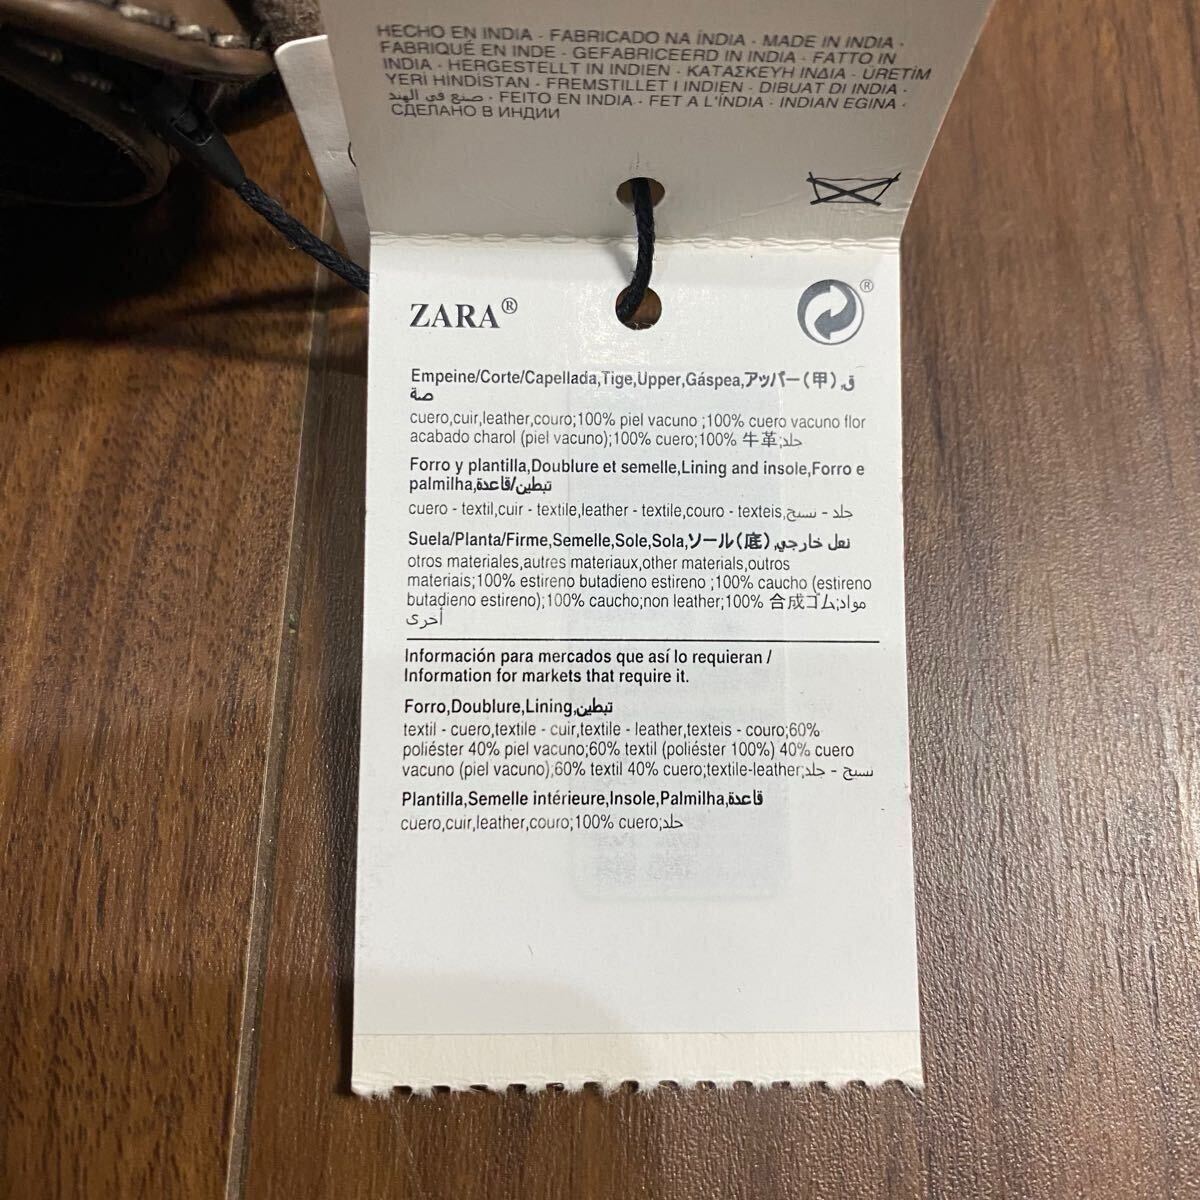 HECHO EN INDIA · FABRICADO NA ÍNDIA · MADE IN INDIA ·
FABRIQUÉ EN INDE · GEFABRICEERD IN INDIA · FATTO IN
INDIA · HERGESTELLT IN INDIEN · ΚΑΤΑΣΚΕΥΗ ΙΝΔΙΑ · ÜRETİM
YERİ HİNDİSTAN · FREMSTILLET I INDIEN · DIBUAT DI INDIA ·
صنع في الهند · FEITO EN INDIA · FET A L'ÍNDIA · INDIAN EGINA ·
СДЕЛАНО В ИНДИИ
ZARA®
®
Empeine/Corte/Capellada,Tige,Upper,Gáspea,アッパー(甲),ق
صة
cuero,cuir,leather,couro;100% piel vacuno ;100% cuero vacuno flor
acabado charol (piel vacuno);100% cuero;100% 牛革;جلد
Forro y plantilla,Doublure et semelle,Lining and insole,Forro e
palmilha,تبطين/قاعدة
cuero - textil,cuir - textile,leather - textile,couro - texteis,جلد - نسيج
Suela/Planta/Firme,Semelle,Sole,Sola,ソール(底),نعل خارجي
otros materiales,autres materiaux,other materials,outros
materiais;100% estireno butadieno estireno ;100% caucho (estireno
butadieno estireno);100% caucho;non leather;100% 合成ゴム;مواد
أخرى
Información para mercados que así lo requieran /
Information for markets that require it.
Forro,Doublure,Lining,تبطين
textil - cuero,textile - cuir,textile - leather,texteis - couro;60%
poliéster 40% piel vacuno;60% textil (poliéster 100%) 40% cuero
vacuno (piel vacuno);60% textil 40% cuero;textile-leather;نسيج - جلد
Plantilla,Semelle intérieure,Insole,Palmilha,قاعدة
cuero,cuir,leather,couro;100% cuero;جلد